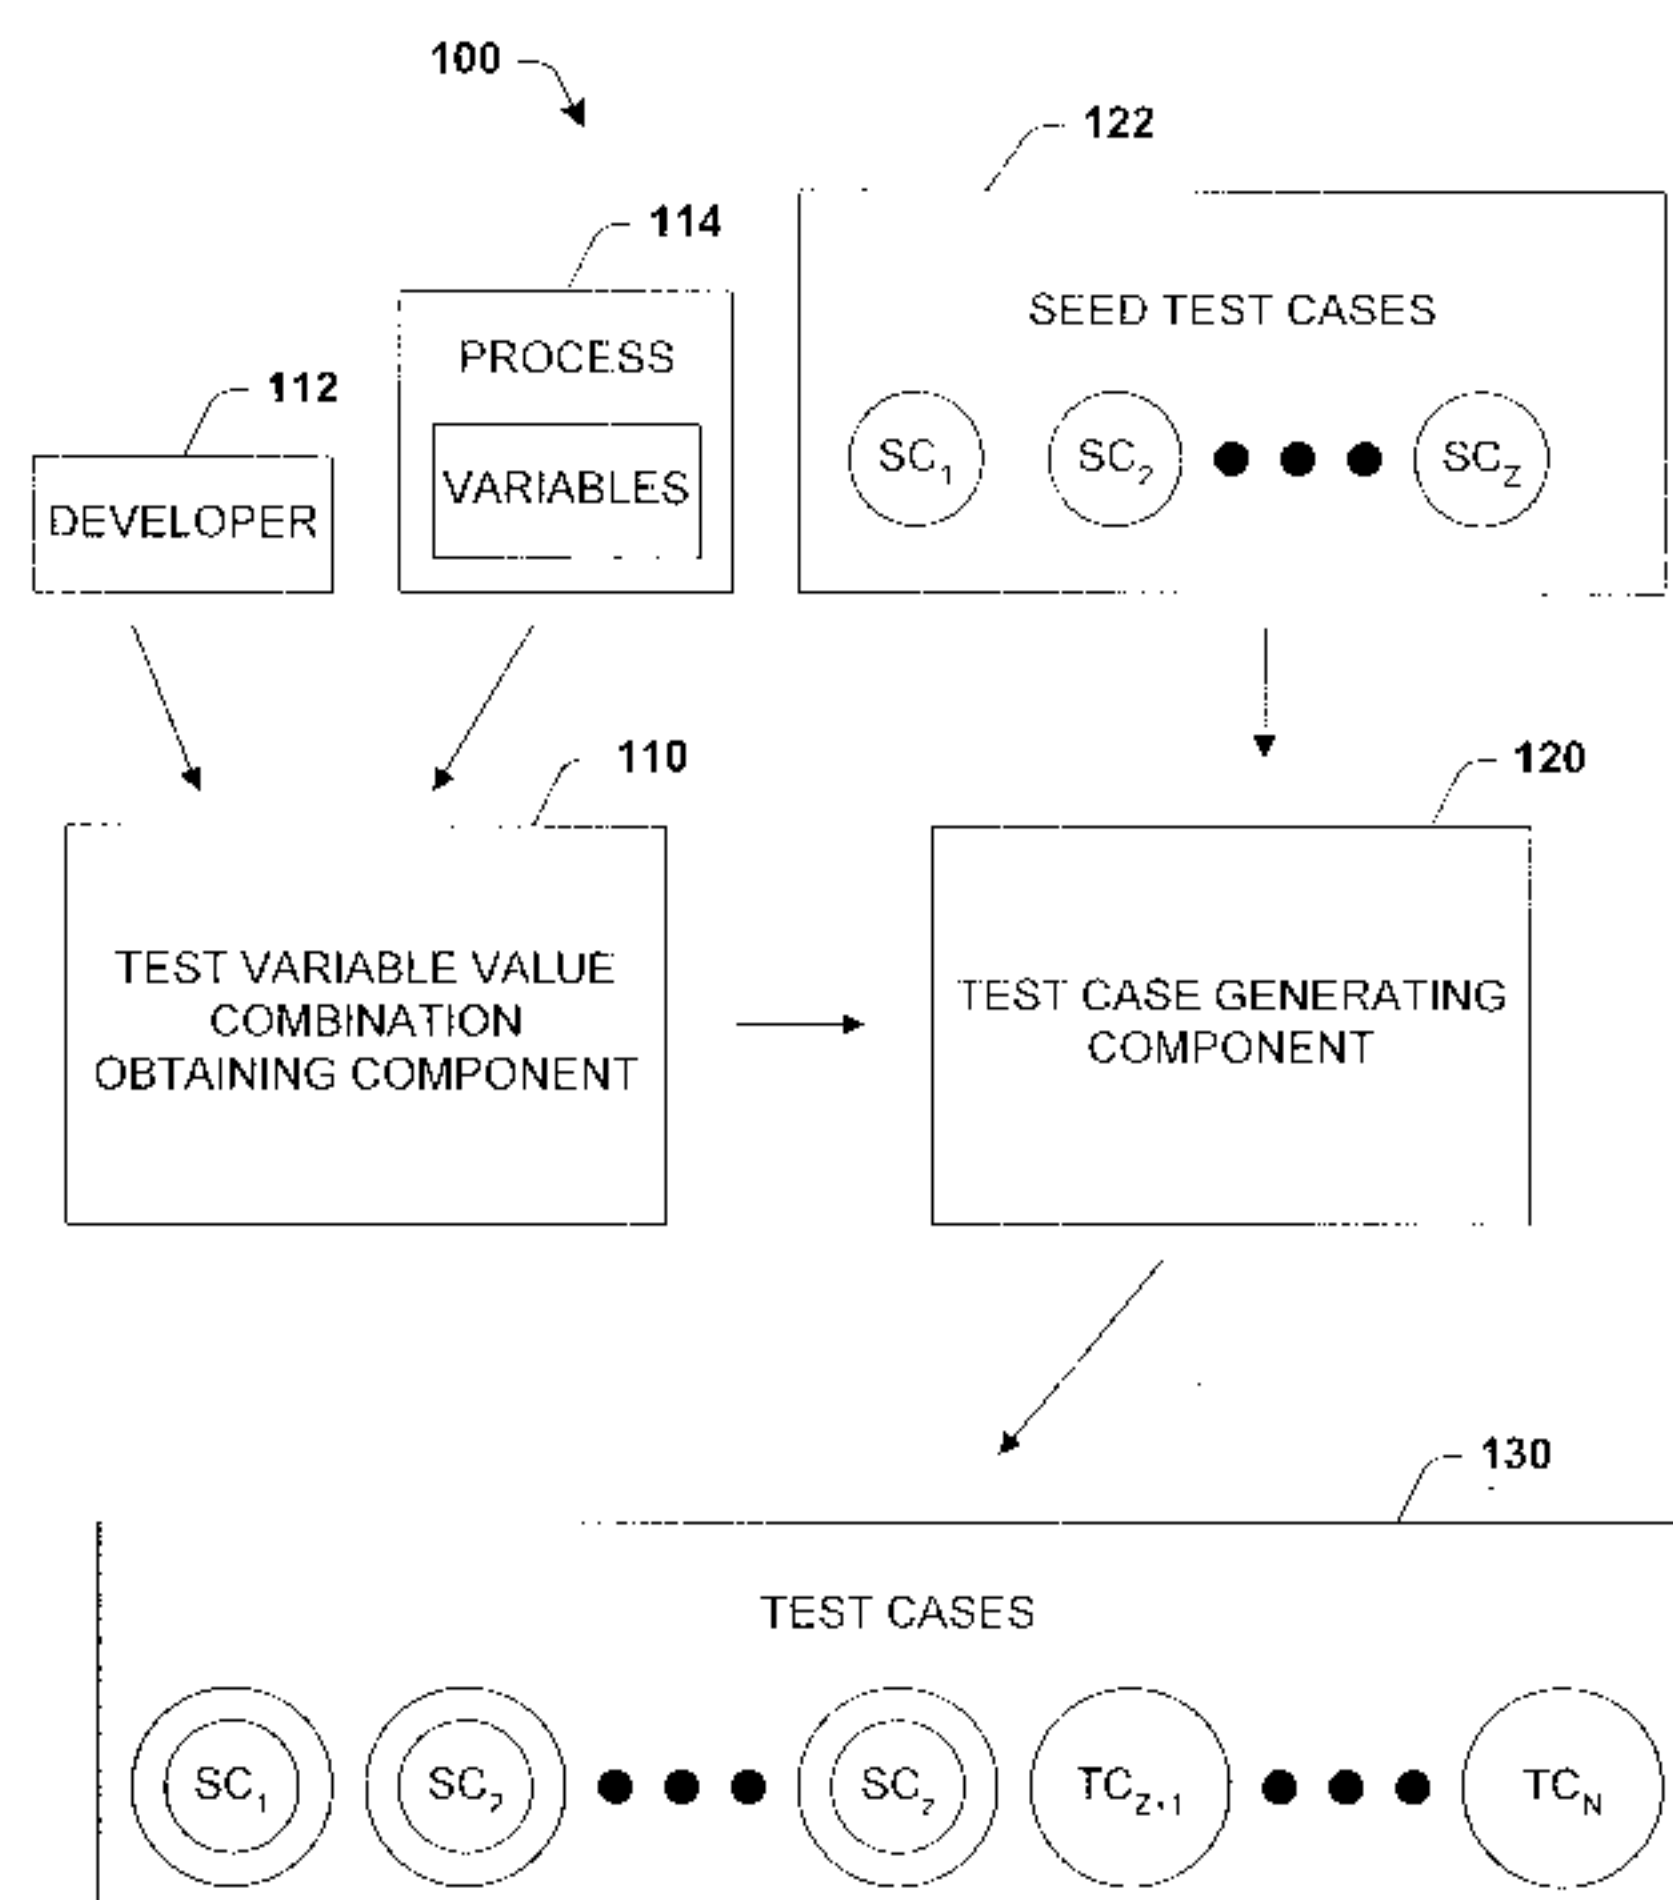 100
122
114
SEED TEST CASES
PROCESS
112
VARIABLES
SC1 SC2 SCZ
DEVELOPER
110
120
TEST VARIABLE VALUE
COMBINATION
OBTAINING COMPONENT
TEST CASE GENERATING
COMPONENT
130
TEST CASES
SC1 SC2 SCZ TCZ+1 TCN